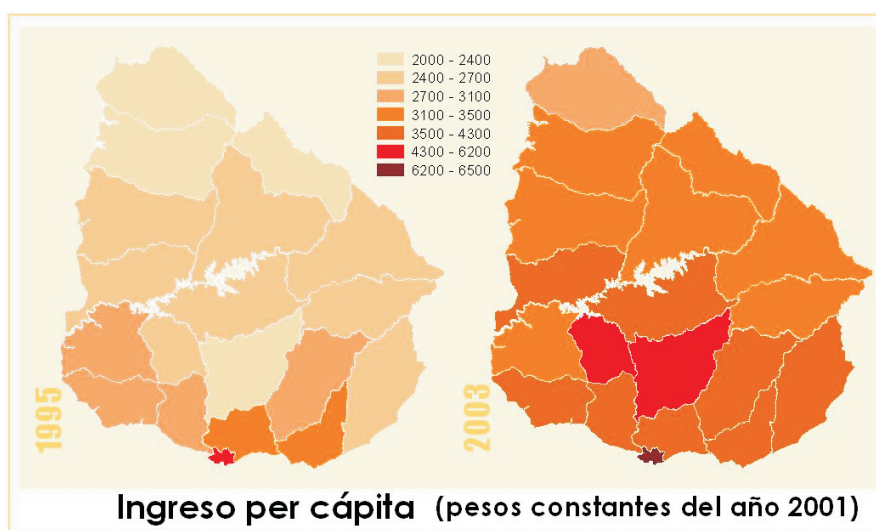 2000 - 2400
2400 - 2700
2700 - 3100
3100 - 3500
3500 - 4300
4300 - 6200
6200 - 6500
1995
2003
Ingreso per cápita (pesos constantes del año 2001)